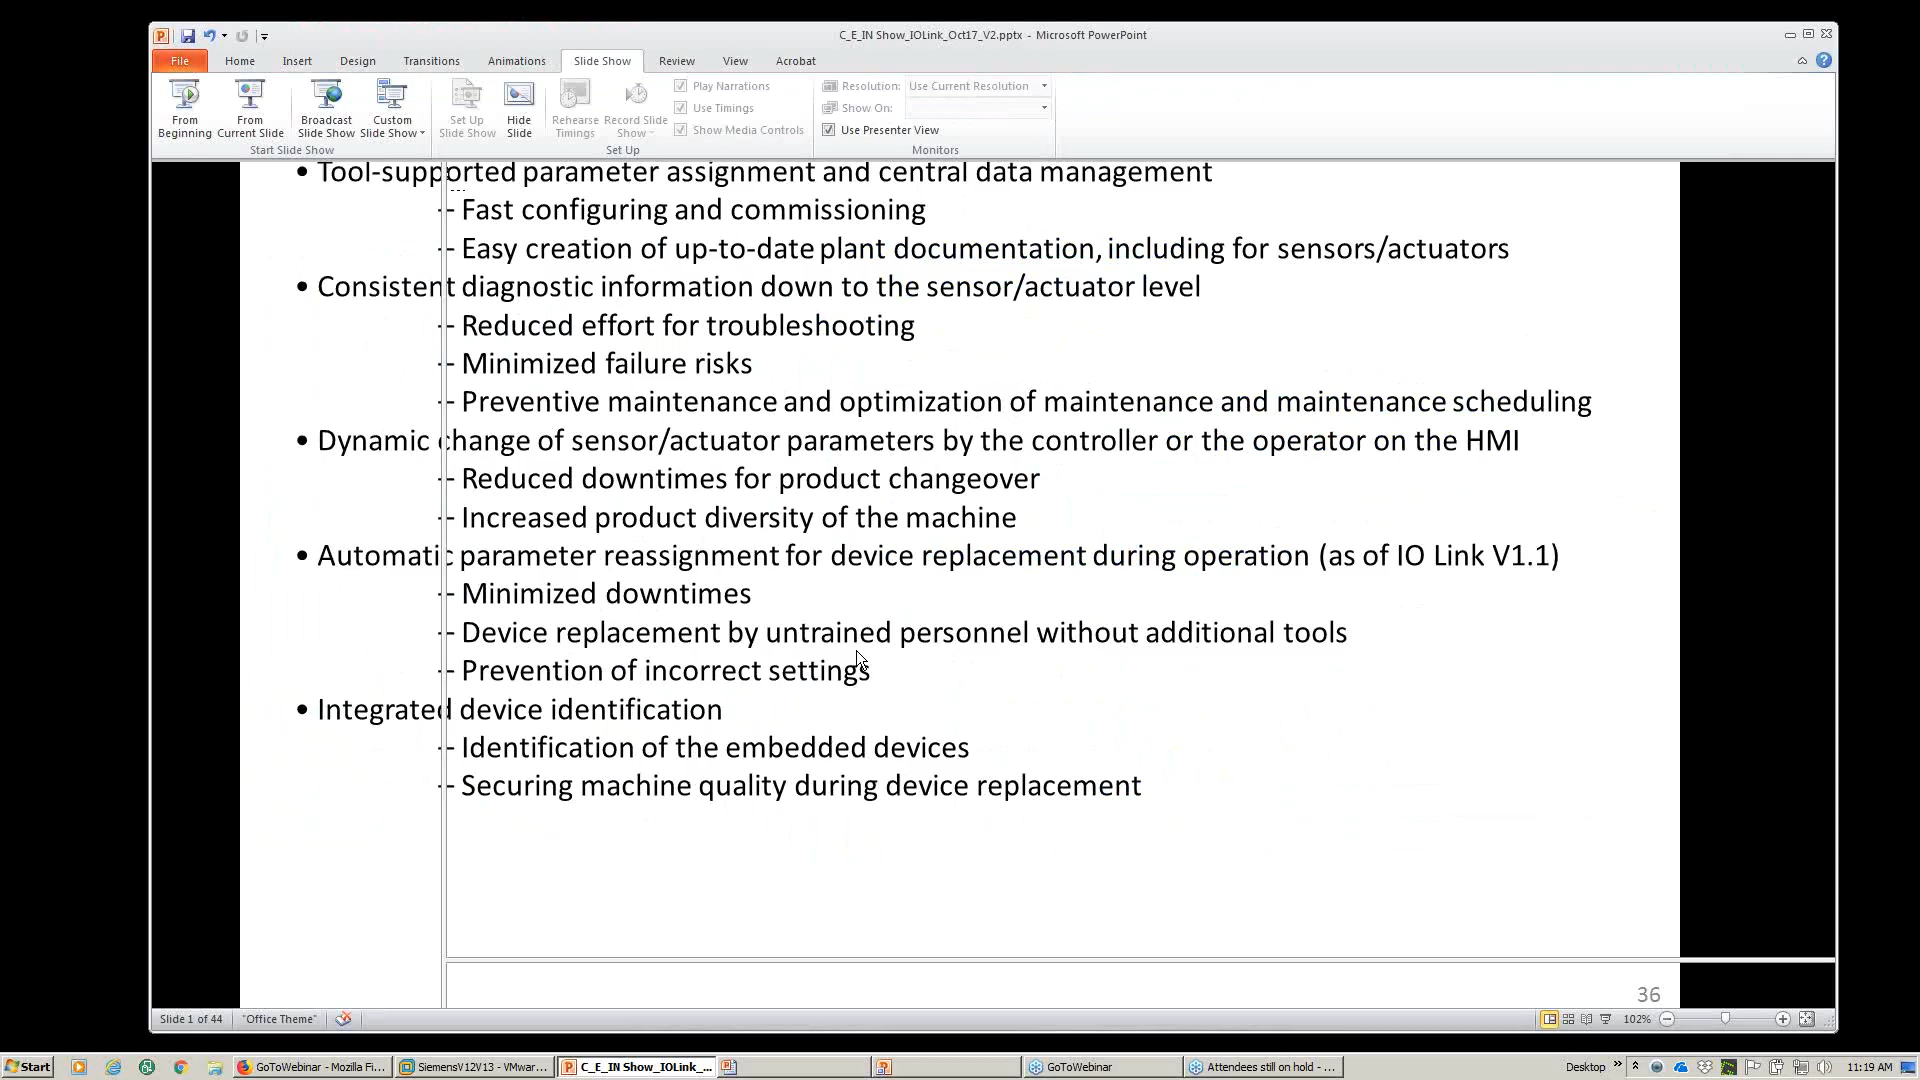 C_E_IN Show_IOLink_Oct17_V2.pptx - Microsoft PowerPoint
File Home Insert Design Transitions Animations Slide Show Review View Acrobat
From Beginning
From Current Slide
Broadcast Slide Show
Custom Slide Show
Start Slide Show
Set Up Slide Show
Hide Slide
Rehearse Timings
Record Slide Show
Play Narrations
Use Timings
Show Media Controls
Set Up
Resolution: Use Current Resolution
Show On:
Use Presenter View
Monitors
• Tool-supported parameter assignment and central data management
- Fast configuring and commissioning
- Easy creation of up-to-date plant documentation, including for sensors/actuators
• Consistent diagnostic information down to the sensor/actuator level
- Reduced effort for troubleshooting
- Minimized failure risks
- Preventive maintenance and optimization of maintenance and maintenance scheduling
• Dynamic change of sensor/actuator parameters by the controller or the operator on the HMI
- Reduced downtimes for product changeover
- Increased product diversity of the machine
• Automatic parameter reassignment for device replacement during operation (as of IO Link V1.1)
- Minimized downtimes
- Device replacement by untrained personnel without additional tools
- Prevention of incorrect settings
• Integrated device identification
- Identification of the embedded devices
- Securing machine quality during device replacement
36
Slide 1 of 44 "Office Theme" 102%
Start GoToWebinar - Mozilla Fi... SiemensV12V13 - VMwar... C_E_IN Show_IOLink_... GoToWebinar Attendees still on hold - ... Desktop » 11:19 AM